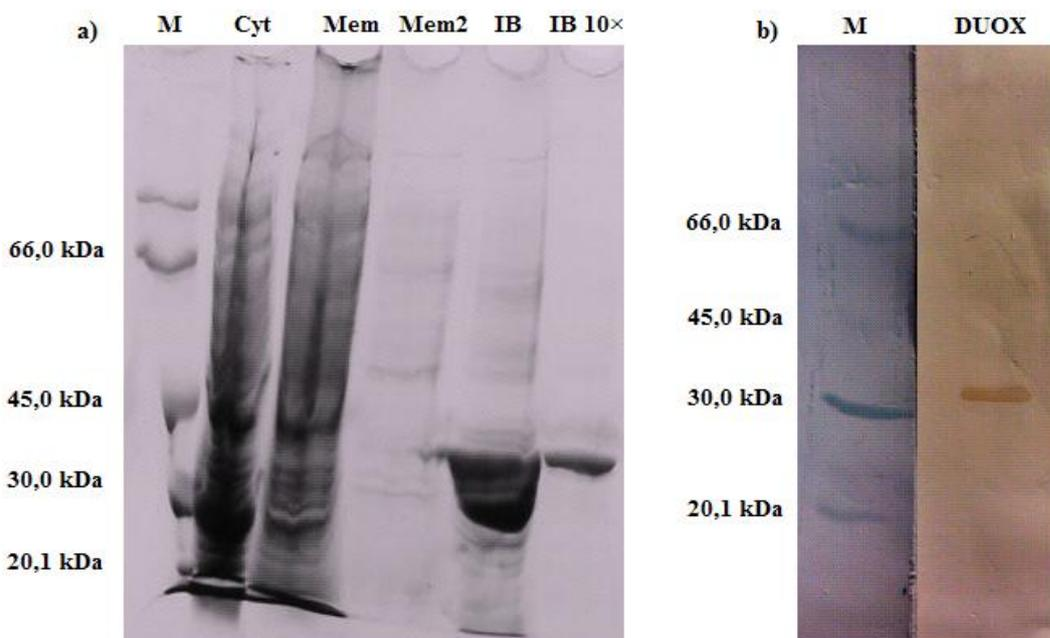 a) M Cyt Mem Mem2 IB IB 10×
66,0 kDa
45,0 kDa
30,0 kDa
20,1 kDa
b) M DUOX
66,0 kDa
45,0 kDa
30,0 kDa
20,1 kDa